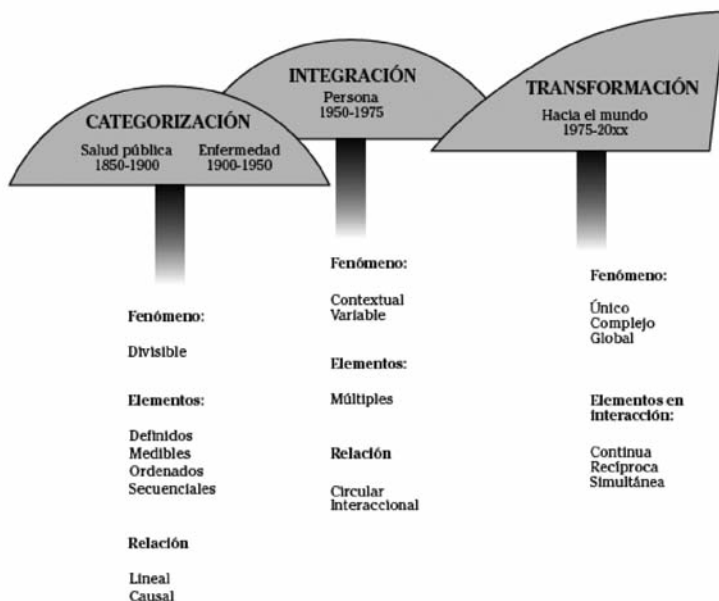 CATEGORIZACIÓN
Salud pública Enfermedad
1850-1900 1900-1950
Fenómeno:
Divisible
Elementos:
Definidos
Medibles
Ordenados
Secuenciales
Relación
Lineal
Causal
INTEGRACIÓN
Persona
1950-1975
Fenómeno:
Contextual
Variable
Elementos:
Múltiples
Relación
Circular
Interaccional
TRANSFORMACIÓN
Hacia el mundo
1975-20xx
Fenómeno:
Único
Complejo
Global
Elementos en
interacción:
Continua
Recíproca
Simultánea